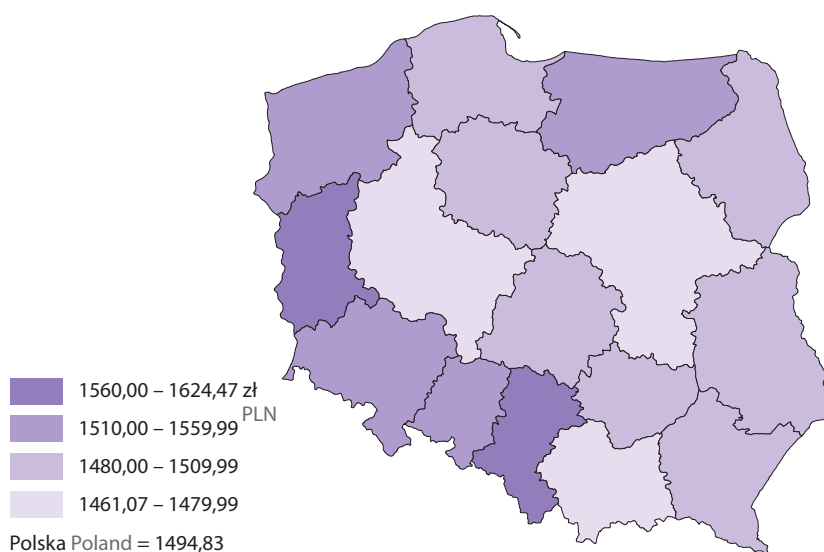 1560,00 – 1624,47 zł
PLN
1510,00 – 1559,99
1480,00 – 1509,99
1461,07 – 1479,99
Polska Poland = 1494,83